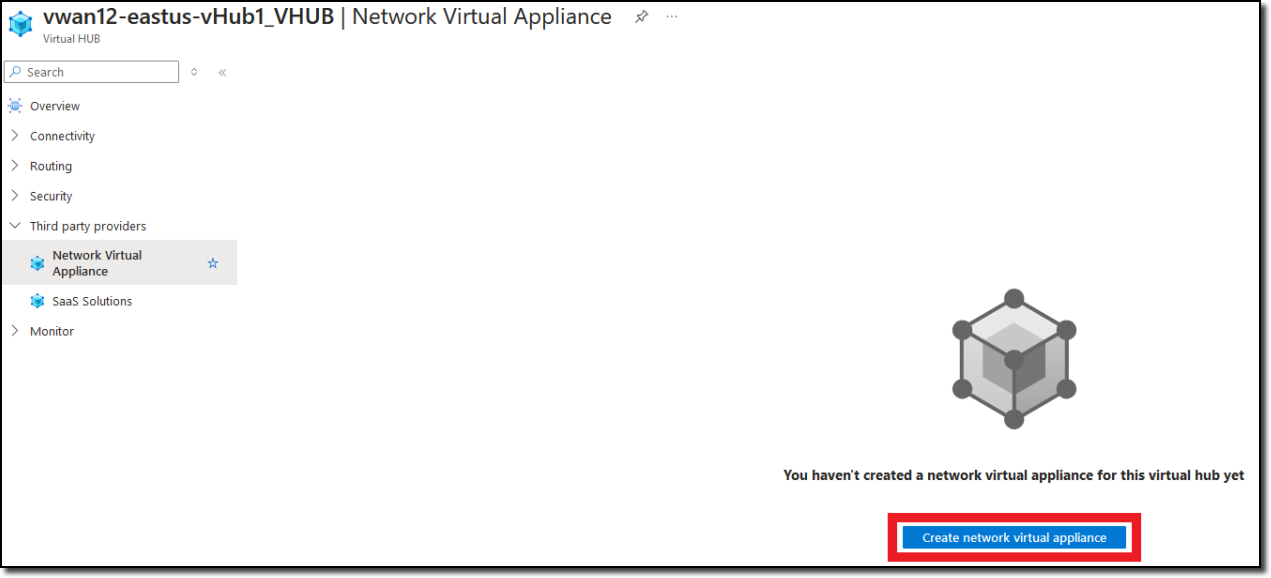 vwan12-eastus-vHub1_VHUB | Network Virtual Appliance
Virtual HUB
Search
Overview
Connectivity
Routing
Security
Third party providers
Network Virtual
Appliance
SaaS Solutions
Monitor
You haven't created a network virtual appliance for this virtual hub yet
Create network virtual appliance